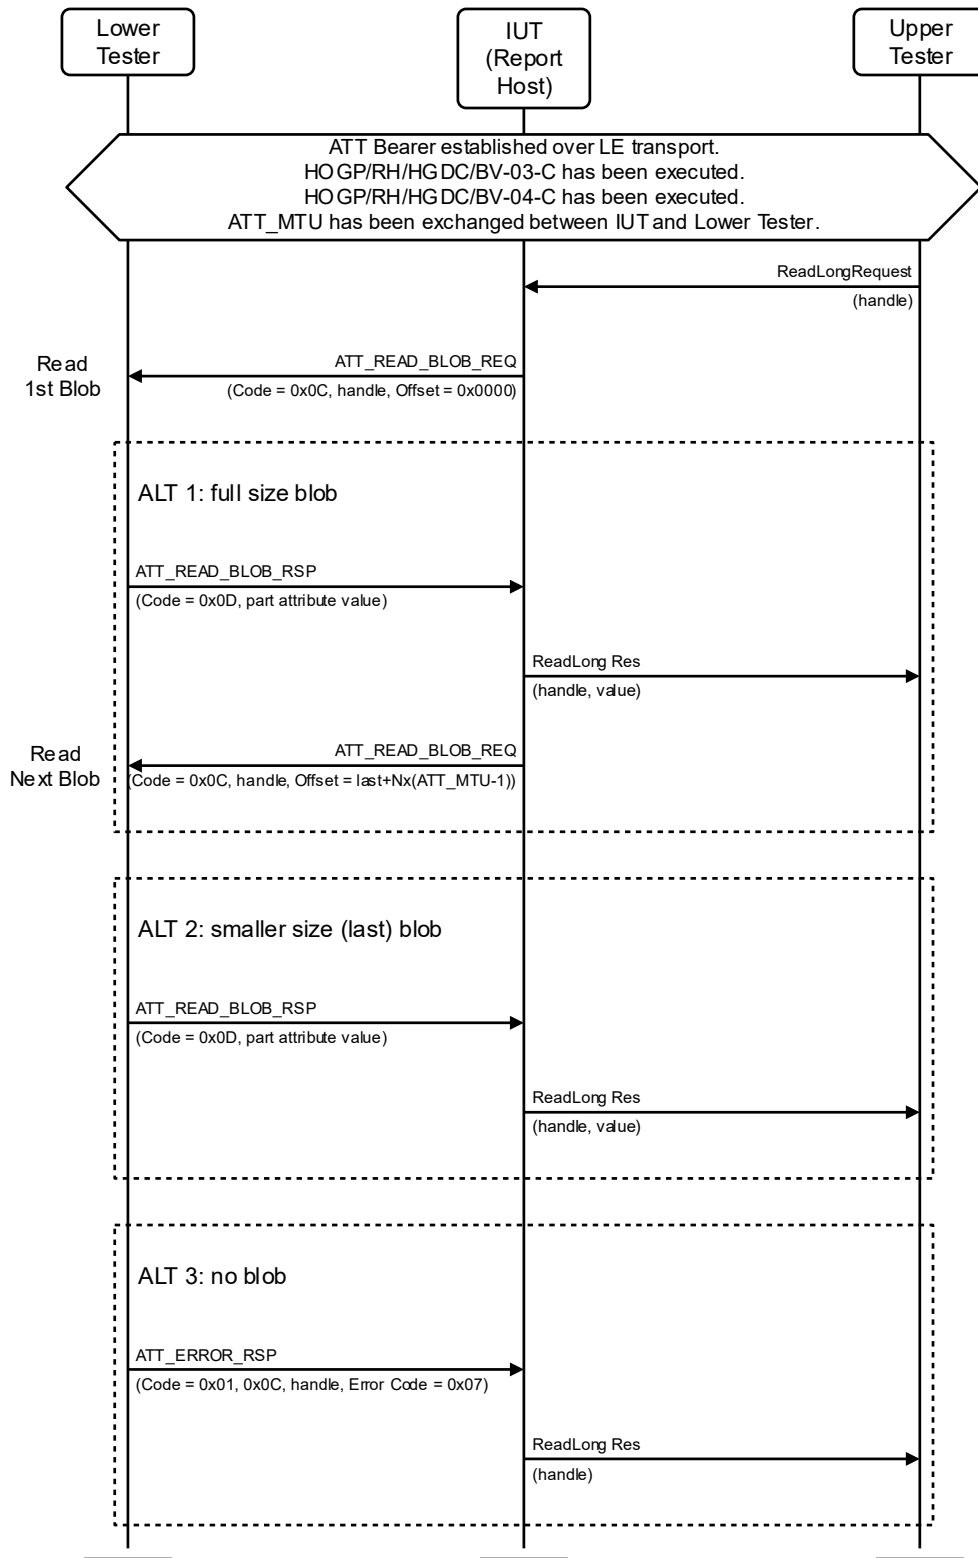 Lower
Tester
IUT
(Report
Host)
Upper
Tester
ATT Bearer established over LE transport.
HOGP/RH/HGDC/BV-03-C has been executed.
HOGP/RH/HGDC/BV-04-C has been executed.
ATT_MTU has been exchanged between IUT and Lower Tester.
ReadLongRequest
(handle)
Read
1st Blob
ATT_READ_BLOB_REQ
(Code = 0x0C, handle, Offset = 0x0000)
ALT 1: full size blob
ATT_READ_BLOB_RSP
(Code = 0x0D, part attribute value)
ReadLong Res
(handle, value)
Read
Next Blob
ATT_READ_BLOB_REQ
(Code = 0x0C, handle, Offset = last+Nx(ATT_MTU-1))
ALT 2: smaller size (last) blob
ATT_READ_BLOB_RSP
(Code = 0x0D, part attribute value)
ReadLong Res
(handle, value)
ALT 3: no blob
ATT_ERROR_RSP
(Code = 0x01, 0x0C, handle, Error Code = 0x07)
ReadLong Res
(handle)